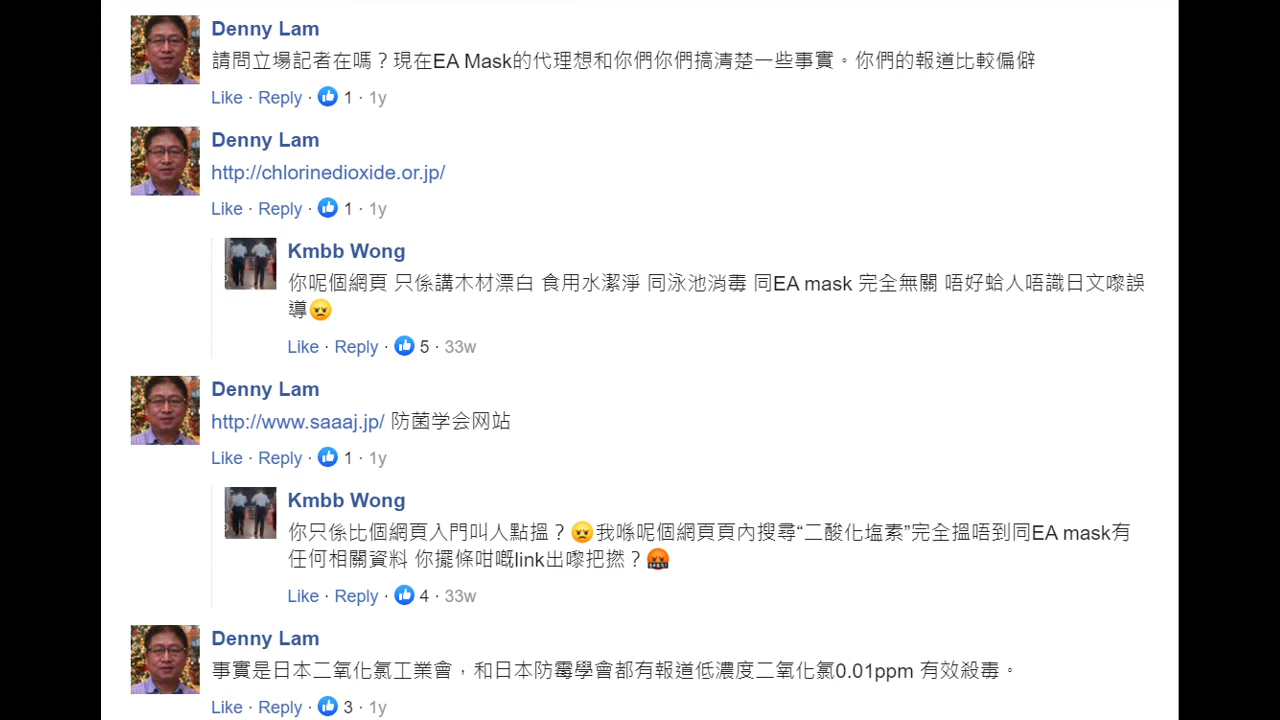 Denny Lam
請問立場記者在嗎？現在EA Mask的代理想和你們你們搞清楚一些事實。你們的報道比較偏僻
Like · Reply · 1 · 1y
Denny Lam
http://chlorinedioxide.or.jp/
Like · Reply · 1 · 1y
Kmbb Wong
你呢個網頁 只係講木材漂白 食用水潔淨 同泳池消毒 同EA mask 完全無關 唔好蛤人唔識日文嚟誤
導😠
Like · Reply · 5 · 33w
Denny Lam
http://www.saaaj.jp/ 防菌学会网站
Like · Reply · 1 · 1y
Kmbb Wong
你只係比個網頁入門叫人點搵？😠我喺呢個網頁頁內搜尋“二酸化塩素”完全搵唔到同EA mask有
任何相關資料 你擺條咁嘅link出嚟把撚？🤬
Like · Reply · 4 · 33w
Denny Lam
事實是日本二氧化氯工業會，和日本防霉學會都有報道低濃度二氧化氯0.01ppm 有效殺毒。
Like · Reply · 3 · 1y